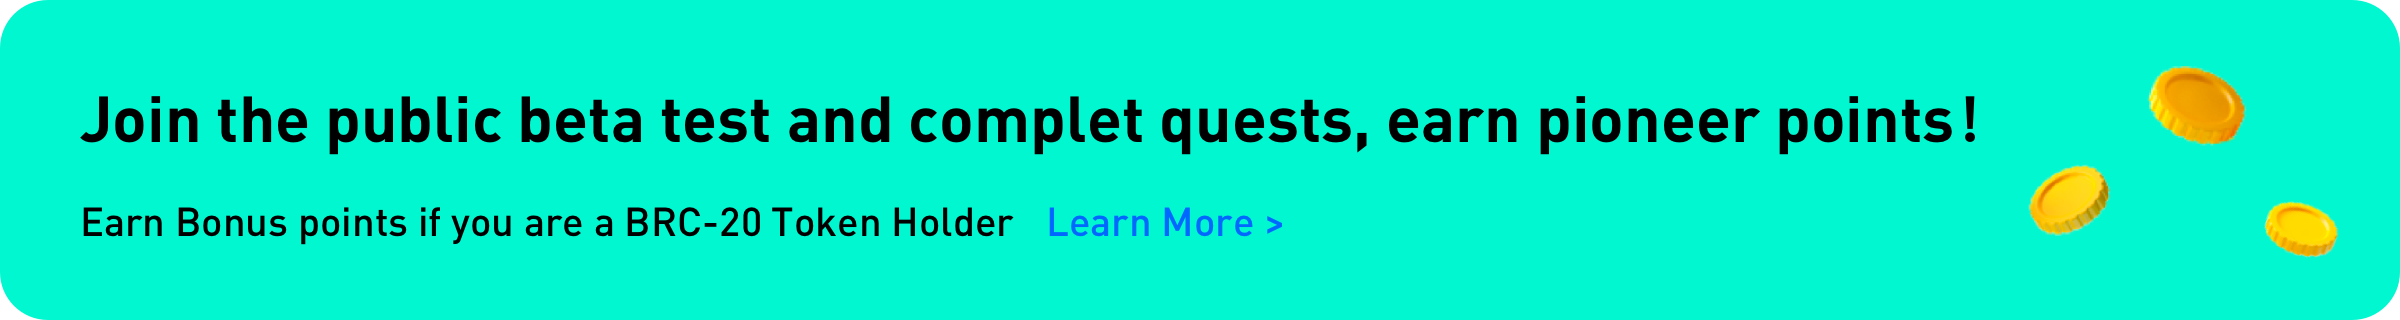 Join the public beta test and complet quests, earn pioneer points!
Earn Bonus points if you are a BRC-20 Token Holder Learn More >